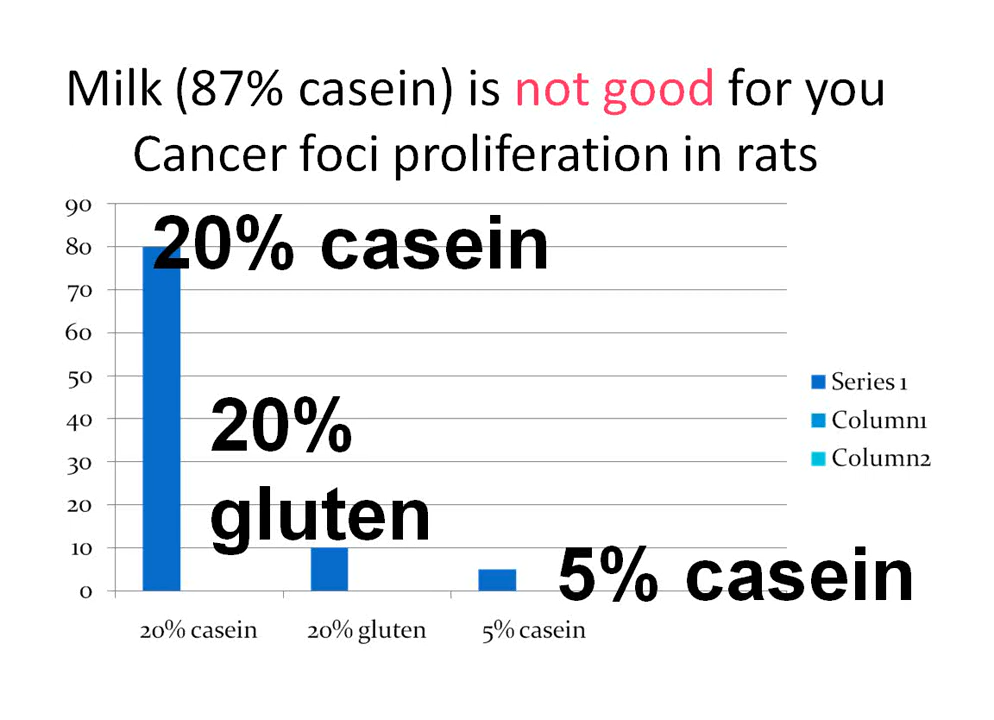 Milk (87% casein) is not good for you
Cancer foci proliferation in rats
90
80
70
60
50
40
30
20
10
0
20% casein
20%
gluten
5% casein
20% casein
20% gluten
5% casein
Series 1
Column1
Column2